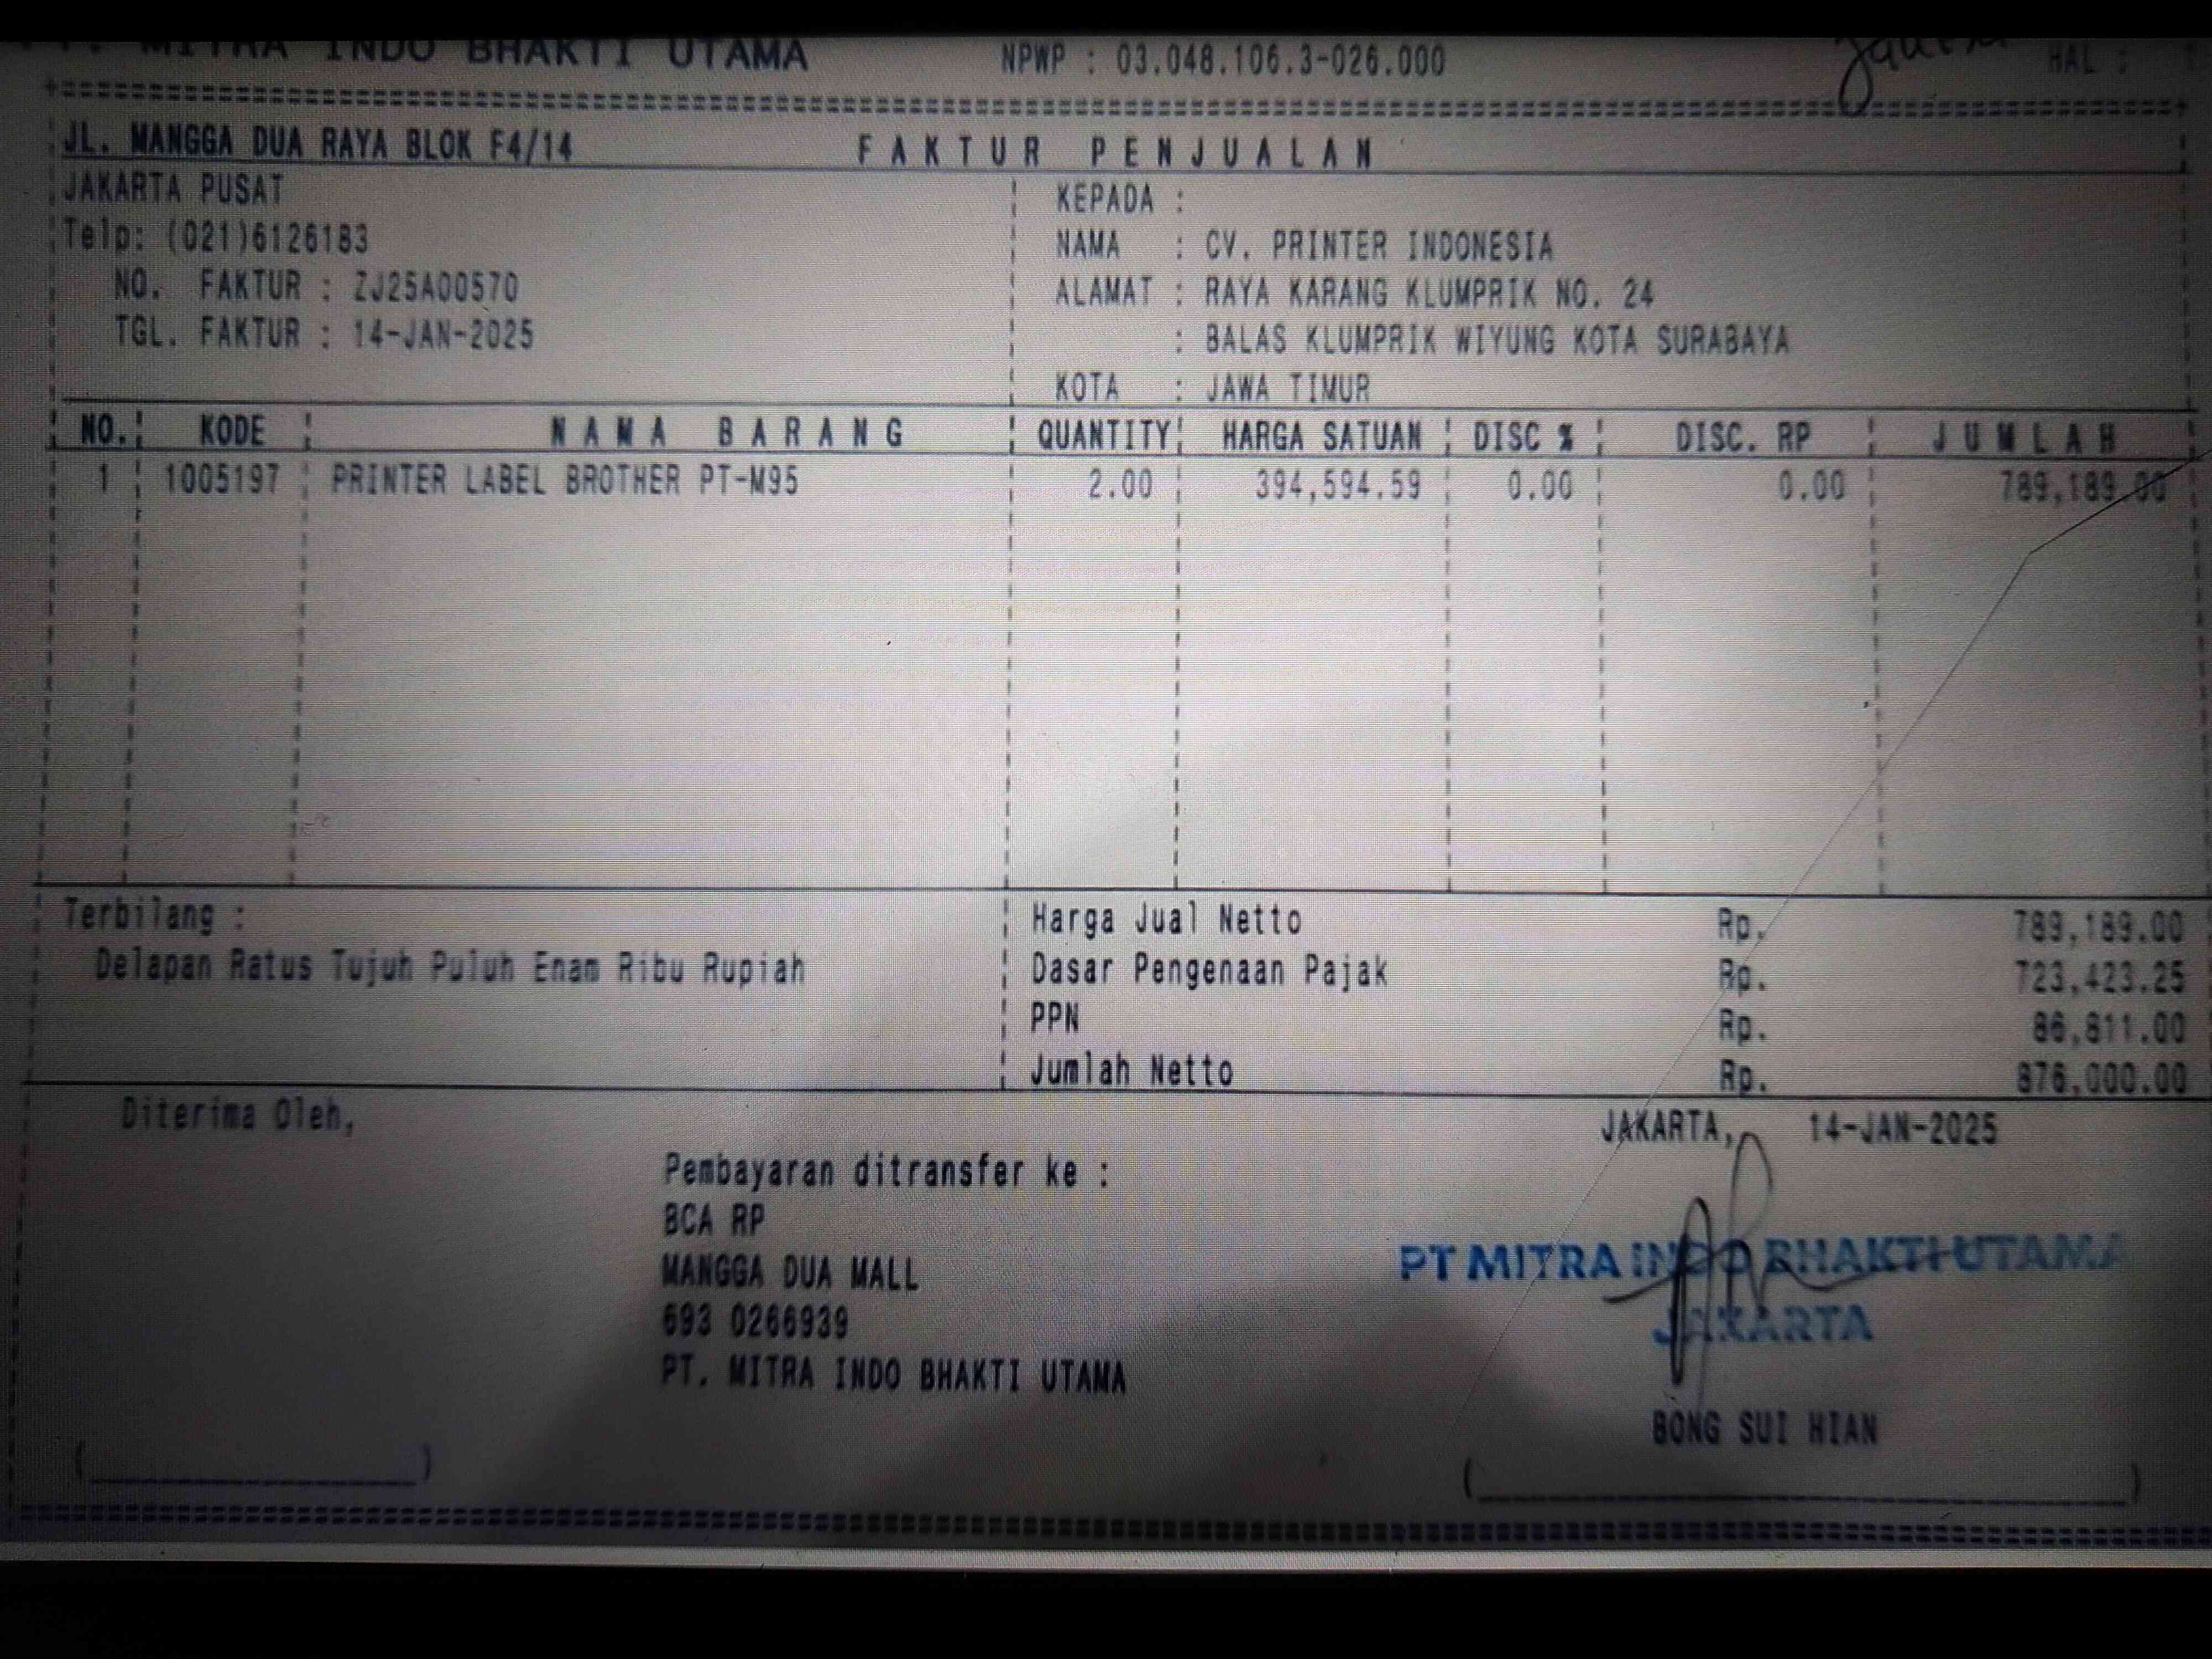 MITRA INDO BHAKTI UTAMA NPWP : 03.048.106.3-026.000 HAL :
JL. MANGGA DUA RAYA BLOK F4/14 FAKTUR PENJUALAN
JAKARTA PUSAT
Telp: (021)6126183
NO. FAKTUR : ZJ25A00570
TGL. FAKTUR : 14-JAN-2025
KEPADA :
NAMA : CV. PRINTER INDONESIA
ALAMAT : RAYA KARANG KLUMPRIK NO. 24
: BALAS KLUMPRIK WIYUNG KOTA SURABAYA
KOTA : JAWA TIMUR
NO. KODE NAMA BARANG QUANTITY HARGA SATUAN DISC % DISC. RP JUMLAH
1 1005197 PRINTER LABEL BROTHER PT-M95 2.00 394,594.59 0.00 0.00 789,189.00
Terbilang :
Delapan Ratus Tujuh Puluh Enam Ribu Rupiah
Harga Jual Netto Rp. 789,189.00
Dasar Pengenaan Pajak Rp. 723,423.25
PPN Rp. 86,811.00
Jumlah Netto Rp. 876,000.00
Diterima Oleh,
JAKARTA, 14-JAN-2025
Pembayaran ditransfer ke :
BCA RP
MANGGA DUA MALL
693 0266939
PT. MITRA INDO BHAKTI UTAMA
PT MITRA INDO BHAKTI UTAMA
JAKARTA
BONG SUI HIAN